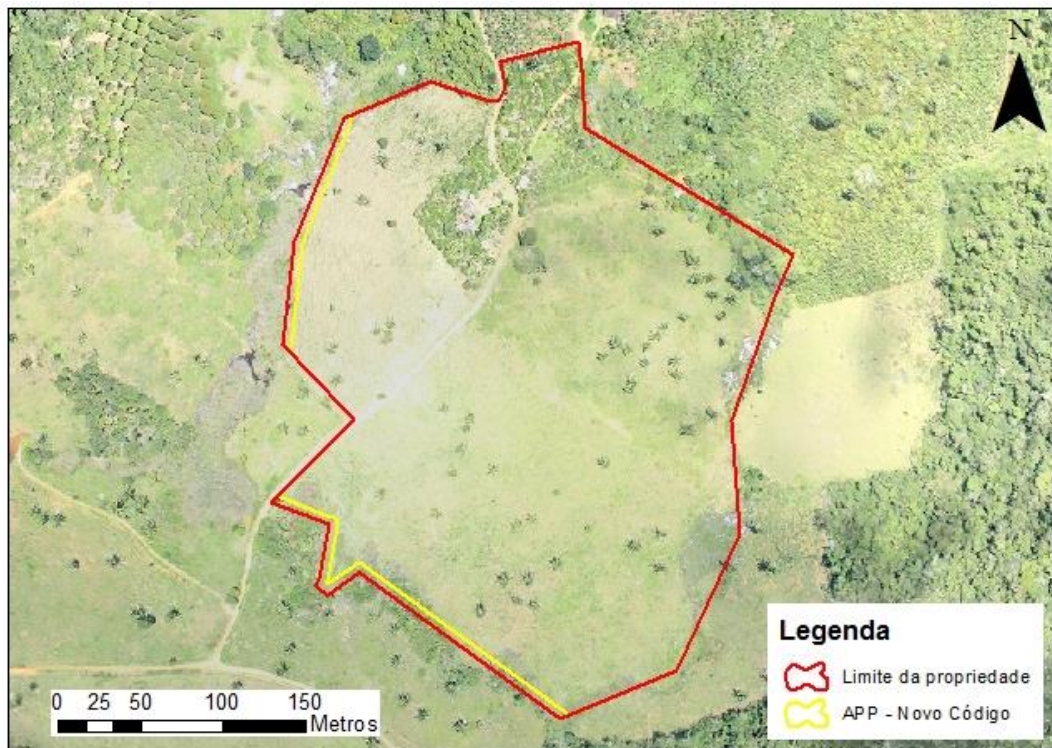 N
Legenda
Limite da propriedade
APP - Novo Código
0 25 50 100 150
Metros